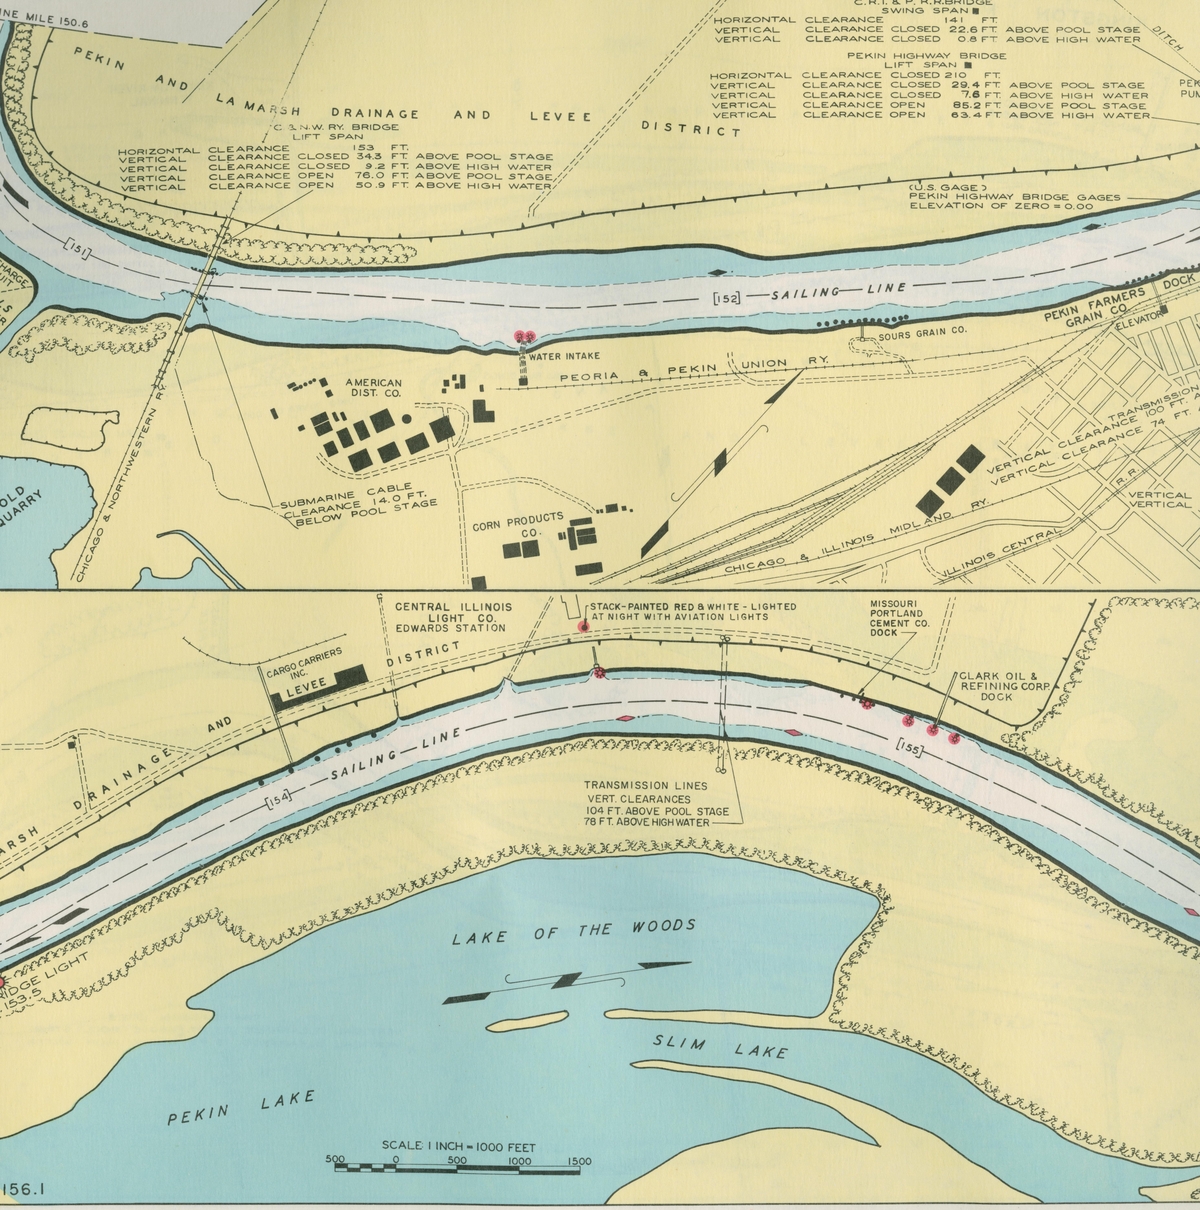 INE MILE 150.6
PEKIN AND LA MARSH DRAINAGE AND LEVEE DISTRICT
C. & N.W. RY. BRIDGE
LIFT SPAN
HORIZONTAL CLEARANCE 153 FT.
VERTICAL CLEARANCE CLOSED 34.3 FT. ABOVE POOL STAGE
VERTICAL CLEARANCE CLOSED 9.2 FT. ABOVE HIGH WATER
VERTICAL CLEARANCE OPEN 76.0 FT. ABOVE POOL STAGE
VERTICAL CLEARANCE OPEN 50.9 FT. ABOVE HIGH WATER
C.R.I. & P. R.R. BRIDGE
SWING SPAN
HORIZONTAL CLEARANCE 141 FT.
VERTICAL CLEARANCE CLOSED 22.6 FT. ABOVE POOL STAGE
VERTICAL CLEARANCE CLOSED 0.8 FT. ABOVE HIGH WATER
PEKIN HIGHWAY BRIDGE
LIFT SPAN
HORIZONTAL CLEARANCE CLOSED 210 FT.
VERTICAL CLEARANCE CLOSED 29.4 FT. ABOVE POOL STAGE
VERTICAL CLEARANCE CLOSED 7.6 FT. ABOVE HIGH WATER
VERTICAL CLEARANCE OPEN 85.2 FT. ABOVE POOL STAGE
VERTICAL CLEARANCE OPEN 63.4 FT. ABOVE HIGH WATER
DITCH
PEK
PUM
(U.S. GAGE)
PEKIN HIGHWAY BRIDGE GAGES
ELEVATION OF ZERO = 0.00
[151]
[152] SAILING LINE
HARGE
UIT
WATER INTAKE
SOURS GRAIN CO.
PEKIN FARMERS
GRAIN CO.
DOCK
ELEVATOR
PEORIA & PEKIN UNION RY.
AMERICAN
DIST. CO.
CHICAGO & NORTHWESTERN RY.
OLD
QUARRY
SUBMARINE CABLE
CLEARANCE 14.0 FT.
BELOW POOL STAGE
CORN PRODUCTS
CO.
CHICAGO & ILLINOIS MIDLAND RY.
ILLINOIS CENTRAL R.R.
TRANSMISSION
VERTICAL CLEARANCE 100 FT. A
VERTICAL CLEARANCE 74 FT.
VERTICAL
VERTICAL
CENTRAL ILLINOIS
LIGHT CO.
EDWARDS STATION
STACK-PAINTED RED & WHITE - LIGHTED
AT NIGHT WITH AVIATION LIGHTS
MISSOURI
PORTLAND
CEMENT CO.
DOCK
CLARK OIL &
REFINING CORP.
DOCK
CARGO CARRIERS
INC.
ARSH DRAINAGE AND LEVEE DISTRICT
[154] SAILING LINE
[155]
TRANSMISSION LINES
VERT. CLEARANCES
104 FT. ABOVE POOL STAGE
78 FT. ABOVE HIGH WATER
IDGE LIGHT
153.5
LAKE OF THE WOODS
SLIM LAKE
PEKIN LAKE
SCALE: 1 INCH = 1000 FEET
500 0 500 1000 1500
156.1